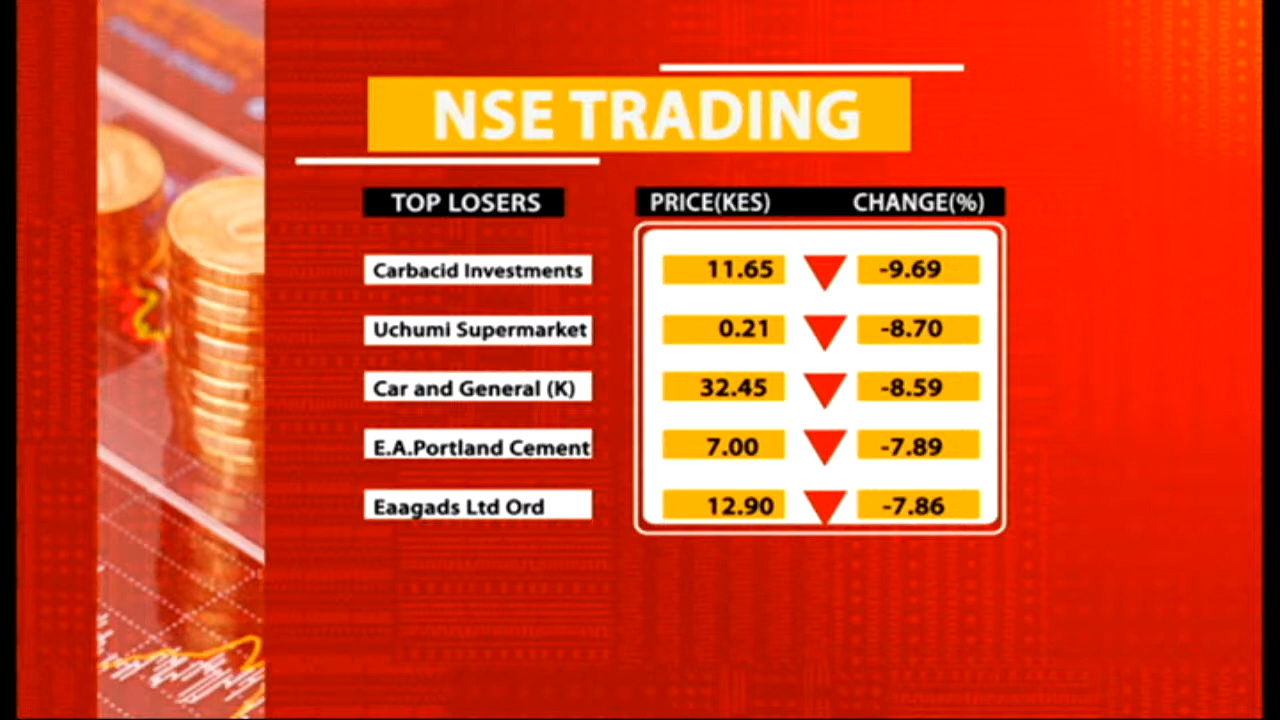 NSE TRADING
TOP LOSERS PRICE(KES) CHANGE(%)
Carbacid Investments 11.65 -9.69
Uchumi Supermarket 0.21 -8.70
Car and General (K) 32.45 -8.59
E.A.Portland Cement 7.00 -7.89
Eaagads Ltd Ord 12.90 -7.86